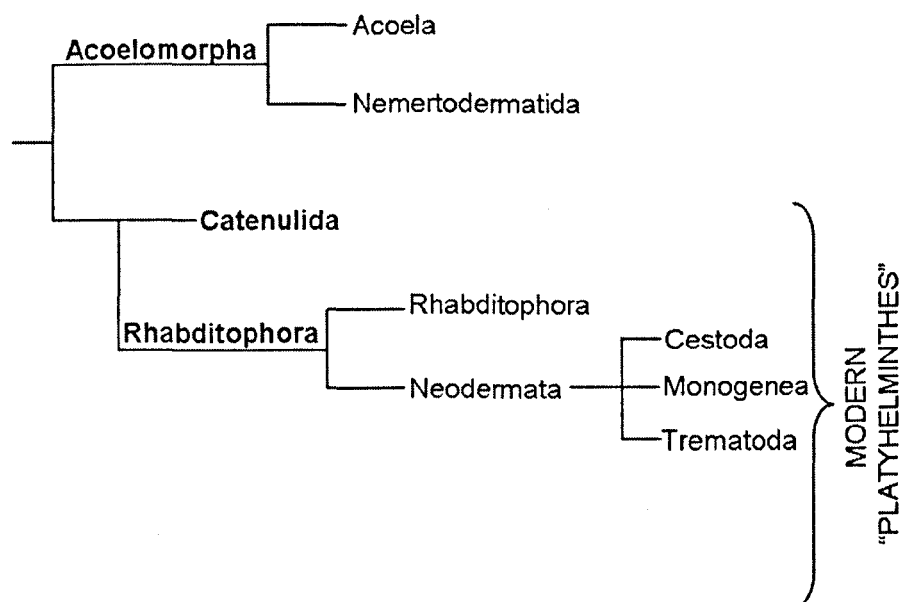 Acoela
Acoelomorpha
Nemertodermatida
Catenulida
Rhabditophora
Rhabditophora
Cestoda
Neodermata
Monogenea
Trematoda
MODERN
"PLATYHELMINTHES"